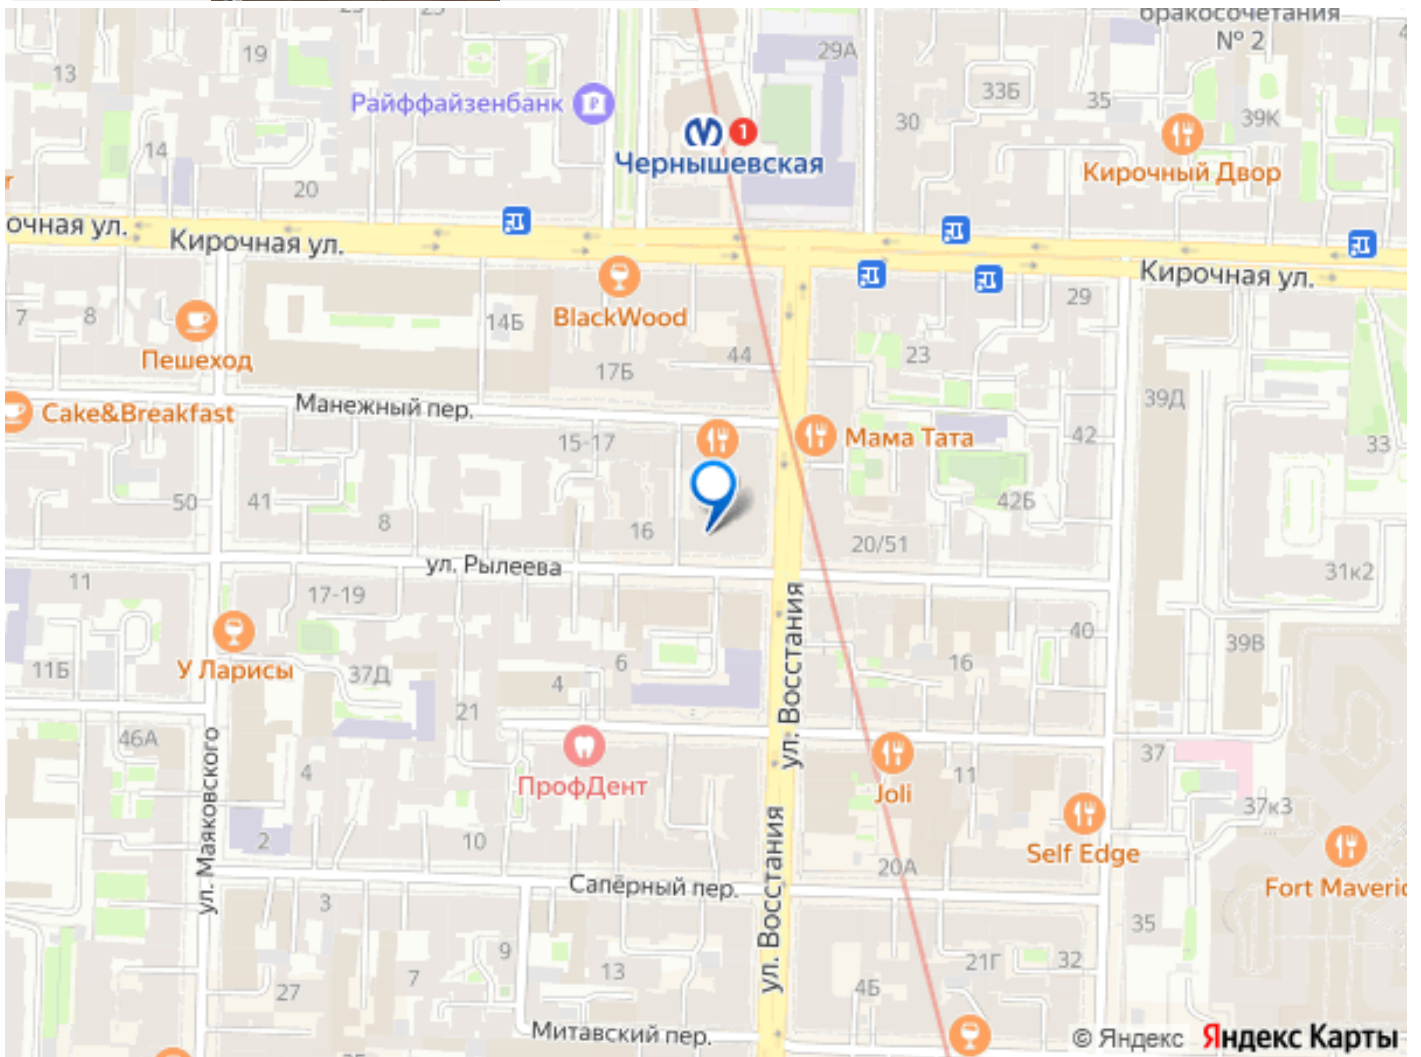 бракосочетания
№ 2
29А
19
13
33Б
35
Райффайзенбанк
30
39К
1
Чернышевская
14
Кирочный Двор
20
очная ул.
Кирочная ул.
Кирочная ул.
29
7
8
14Б
BlackWood
Пешеход
44
23
17Б
39Д
Манежный пер.
Cake&Breakfast
15-17
Мама Тата
42
33
50
41
8
16
42Б
20/51
ул. Рылеева
31к2
11
17-19
40
39В
11Б
У Ларисы
37Д
6
16
4
21
ул. Восстания
46А
37
4
ПрофДент
Joli
11
37к3
ул. Маяковского
2
10
Self Edge
20А
Сапёрный пер.
Fort Maveric
3
ул. Восстания
35
9
21Г
32
7
13
27
4Б
Митавский пер.
© Яндекс Яндекс Карты